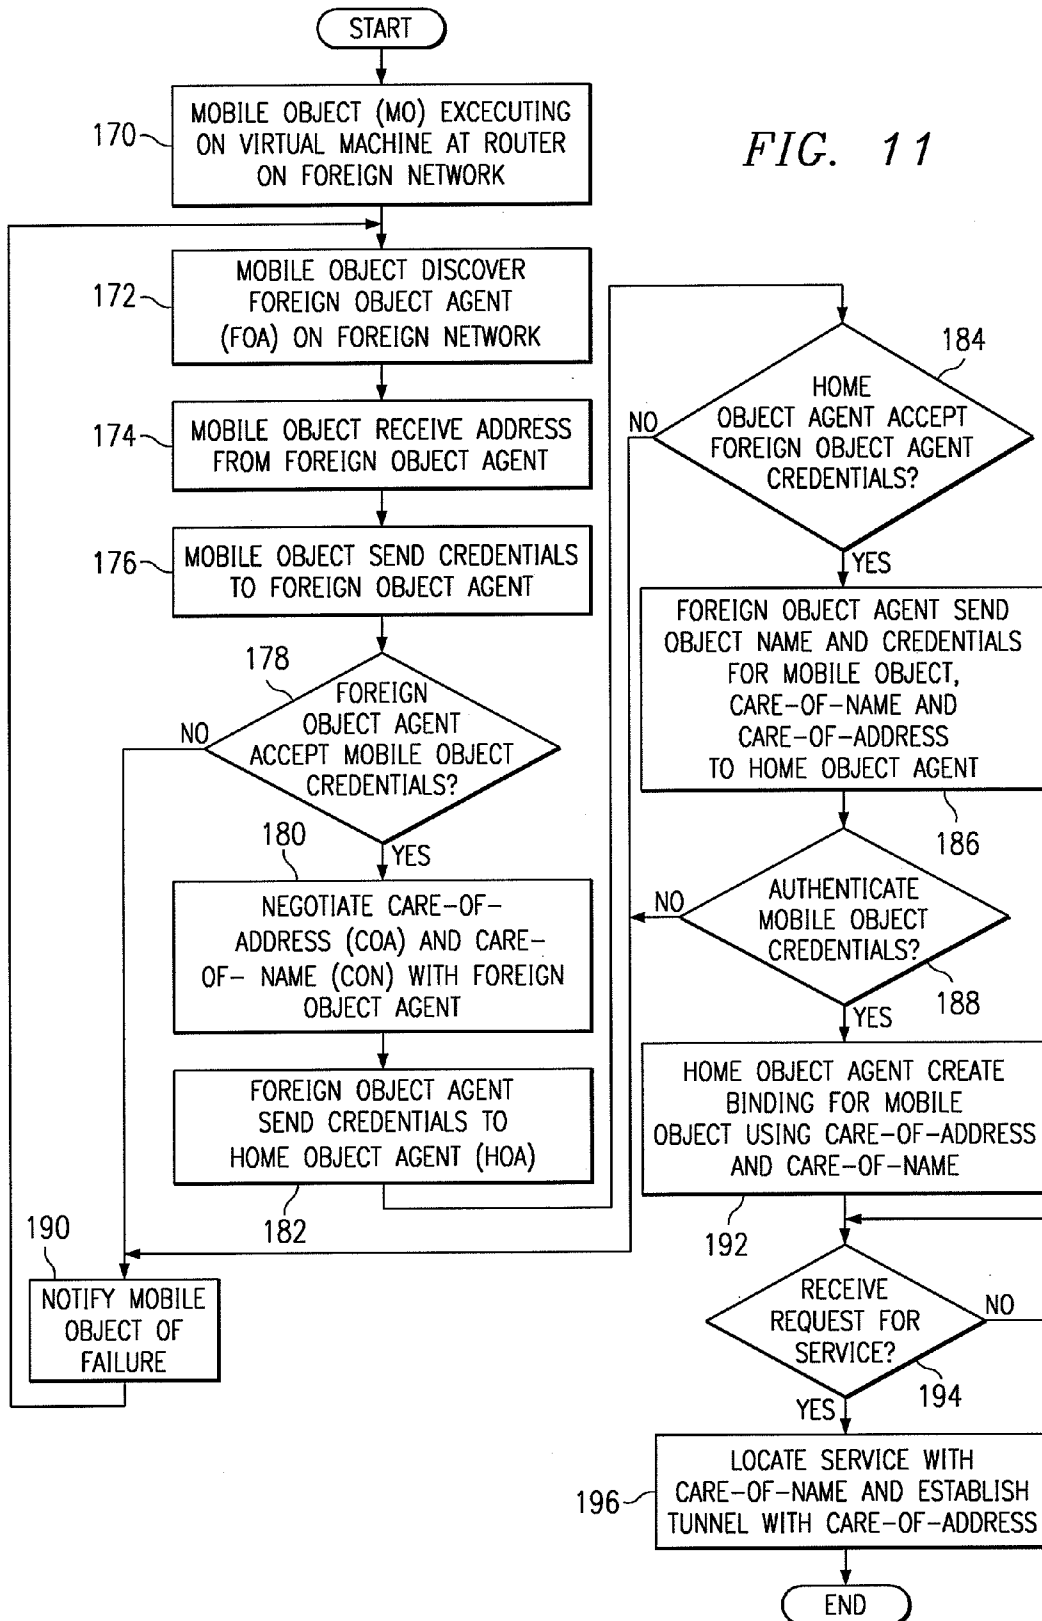 START
FIG. 11
170
MOBILE OBJECT (MO) EXCECUTING
ON VIRTUAL MACHINE AT ROUTER
ON FOREIGN NETWORK
172
MOBILE OBJECT DISCOVER
FOREIGN OBJECT AGENT
(FOA) ON FOREIGN NETWORK
174
MOBILE OBJECT RECEIVE ADDRESS
FROM FOREIGN OBJECT AGENT
176
MOBILE OBJECT SEND CREDENTIALS
TO FOREIGN OBJECT AGENT
178
FOREIGN
OBJECT AGENT
ACCEPT MOBILE OBJECT
CREDENTIALS?
NO
YES
180
NEGOTIATE CARE-OF-
ADDRESS (COA) AND CARE-
OF- NAME (CON) WITH FOREIGN
OBJECT AGENT
FOREIGN OBJECT AGENT
SEND CREDENTIALS TO
HOME OBJECT AGENT (HOA)
182
190
NOTIFY MOBILE
OBJECT OF
FAILURE
184
HOME
OBJECT AGENT ACCEPT
FOREIGN OBJECT AGENT
CREDENTIALS?
NO
YES
FOREIGN OBJECT AGENT SEND
OBJECT NAME AND CREDENTIALS
FOR MOBILE OBJECT,
CARE-OF-NAME AND
CARE-OF-ADDRESS
TO HOME OBJECT AGENT
186
AUTHENTICATE
MOBILE OBJECT
CREDENTIALS?
NO
188
YES
HOME OBJECT AGENT CREATE
BINDING FOR MOBILE
OBJECT USING CARE-OF-ADDRESS
AND CARE-OF-NAME
192
RECEIVE
REQUEST FOR
SERVICE?
NO
194
YES
196
LOCATE SERVICE WITH
CARE-OF-NAME AND ESTABLISH
TUNNEL WITH CARE-OF-ADDRESS
END